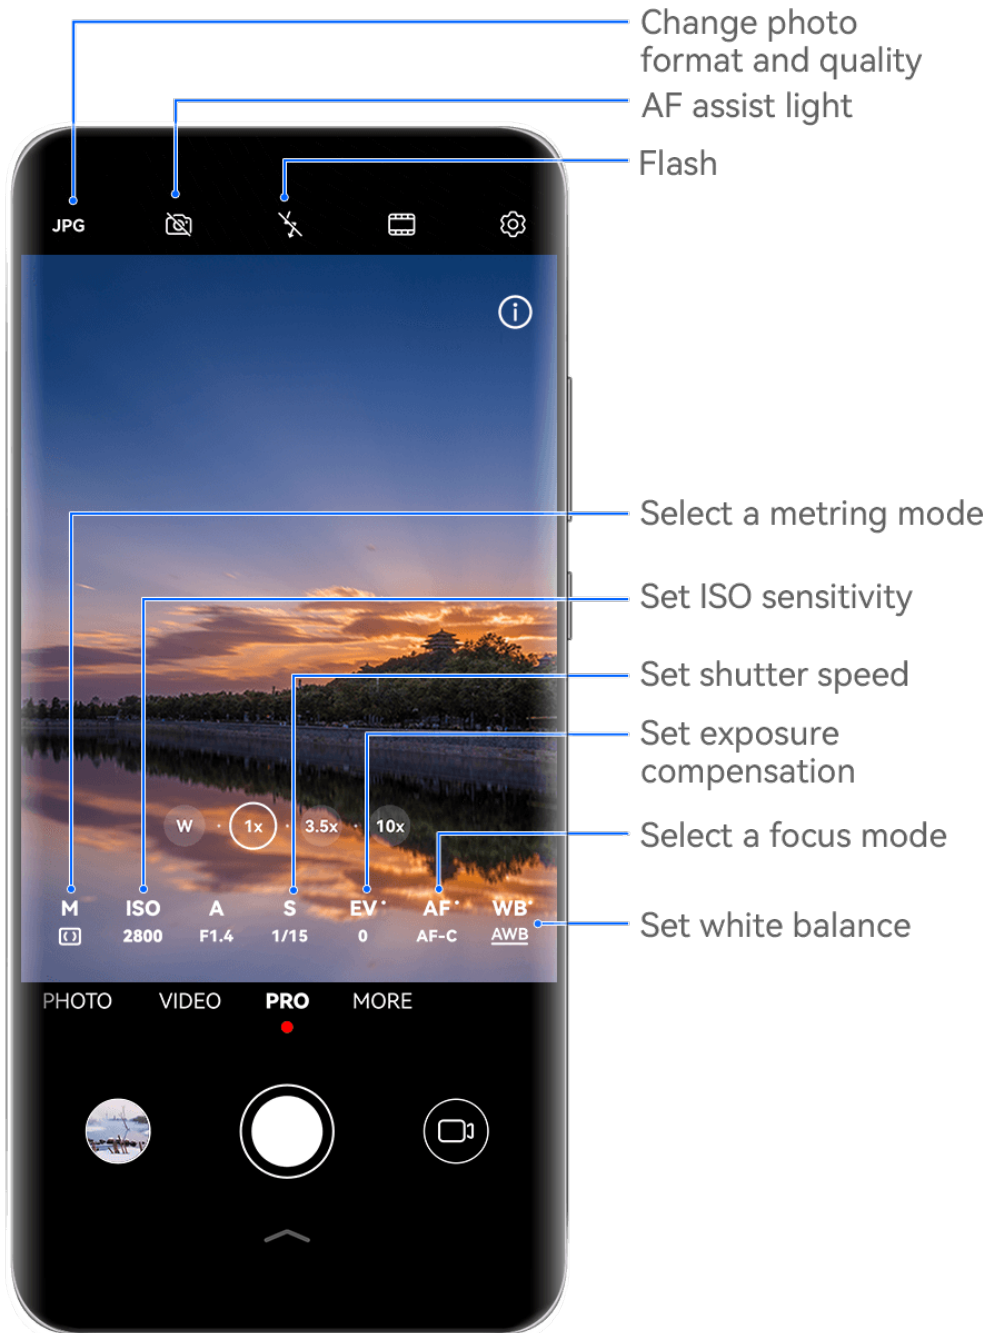 Change photo
format and quality
AF assist light
Flash
JPG
Select a metring mode
Set ISO sensitivity
Set shutter speed
Set exposure
compensation
W 1x 3.5x 10x
Select a focus mode
M ISO A S EV AF WB
2800 F1.4 1/15 0 AF-C AWB
Set white balance
PHOTO VIDEO PRO MORE